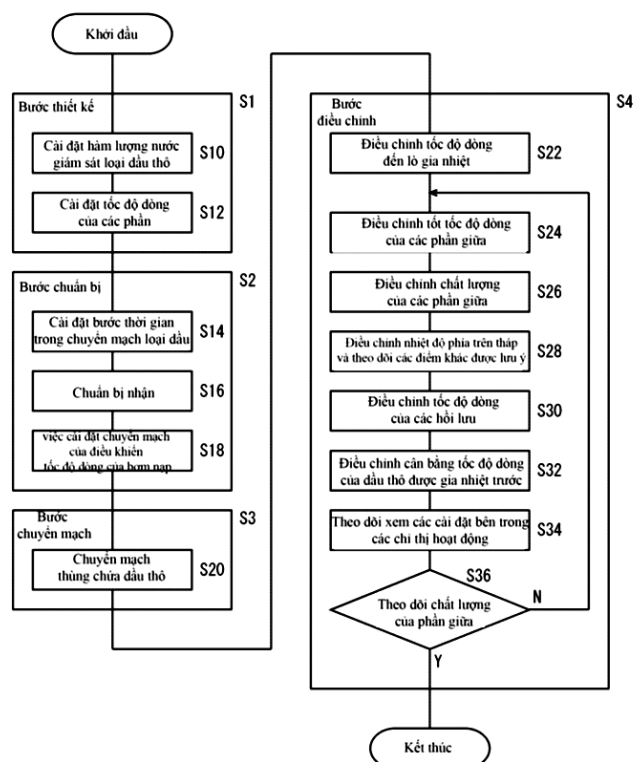 Khởi đầu
S1
Bước thiết kế
Cài đặt hàm lượng nước
giám sát loại dầu thô
S10
Cài đặt tốc độ dòng
của các phần
S12
S2
Bước chuẩn bị
Cài đặt bước thời gian
trong chuyển mạch loại dầu
S14
Chuẩn bị nhận
S16
việc cài đặt chuyển mạch
của điều khiển
tốc độ dòng của bơm nạp
S18
S3
Bước
chuyển mạch
Chuyển mạch
thùng chứa dầu thô
S20
S4
Bước
điều chỉnh
Điều chỉnh tốc độ dòng
đến lò gia nhiệt
S22
Điều chỉnh tốt tốc độ dòng
của các phần giữa
S24
Điều chỉnh chất lượng
của các phần giữa
S26
Điều chỉnh nhiệt độ phía trên tháp
và theo dõi các điểm khác được lưu ý
S28
Điều chỉnh tốc độ dòng
của các hồi lưu
S30
Điều chỉnh cân bằng tốc độ dòng
của dầu thô được gia nhiệt trước
S32
Theo dõi xem các cài đặt bên trong
các chỉ thị hoạt động
S34
S36
Theo dõi chất lượng
của phần giữa
N
Y
Kết thúc